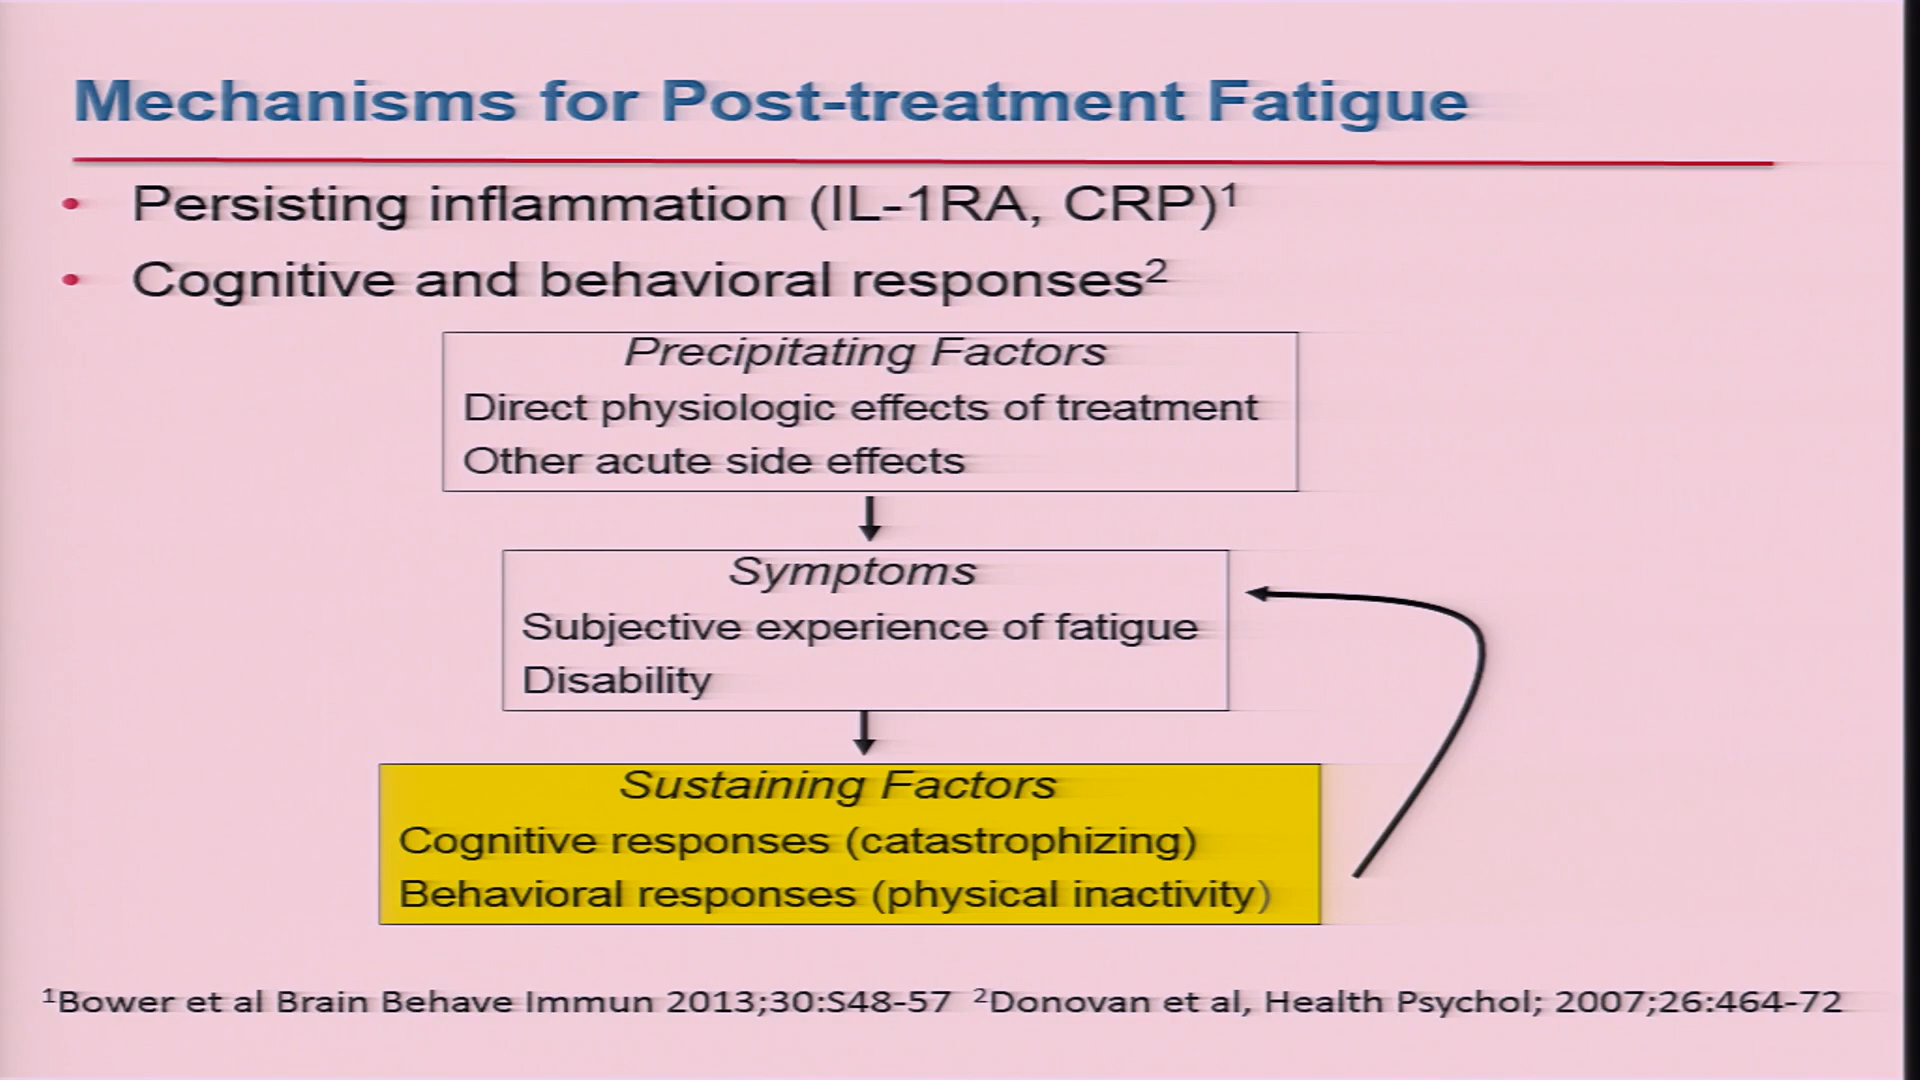 Mechanisms for Post-treatment Fatigue
• Persisting inflammation (IL-1RA, CRP)¹
• Cognitive and behavioral responses²
Precipitating Factors
Direct physiologic effects of treatment
Other acute side effects
Symptoms
Subjective experience of fatigue
Disability
Sustaining Factors
Cognitive responses (catastrophizing)
Behavioral responses (physical inactivity)
¹Bower et al Brain Behave Immun 2013;30:S48-57 ²Donovan et al, Health Psychol; 2007;26:464-72